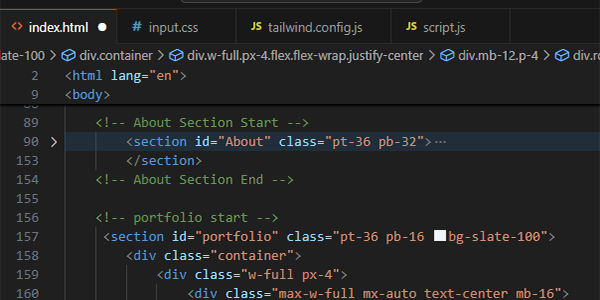 <> index.html ● # input.css JS tailwind.config.js JS script.js
late-100 > div.container > div.w-full.px-4.flex.flex-wrap.justify-center > div.mb-12.p-4 > div.ro
2 <html lang="en">
9 <body>
88
89 <!-- About Section Start -->
90 > <section id="About" class="pt-36 pb-32">···
153 </section>
154 <!-- About Section End -->
155
156 <!-- portfolio start -->
157 <section id="portfolio" class="pt-36 pb-16 bg-slate-100">
158 <div class="container">
159 <div class="w-full px-4">
160 <div class="max-w-full mx-auto text-center mb-16">